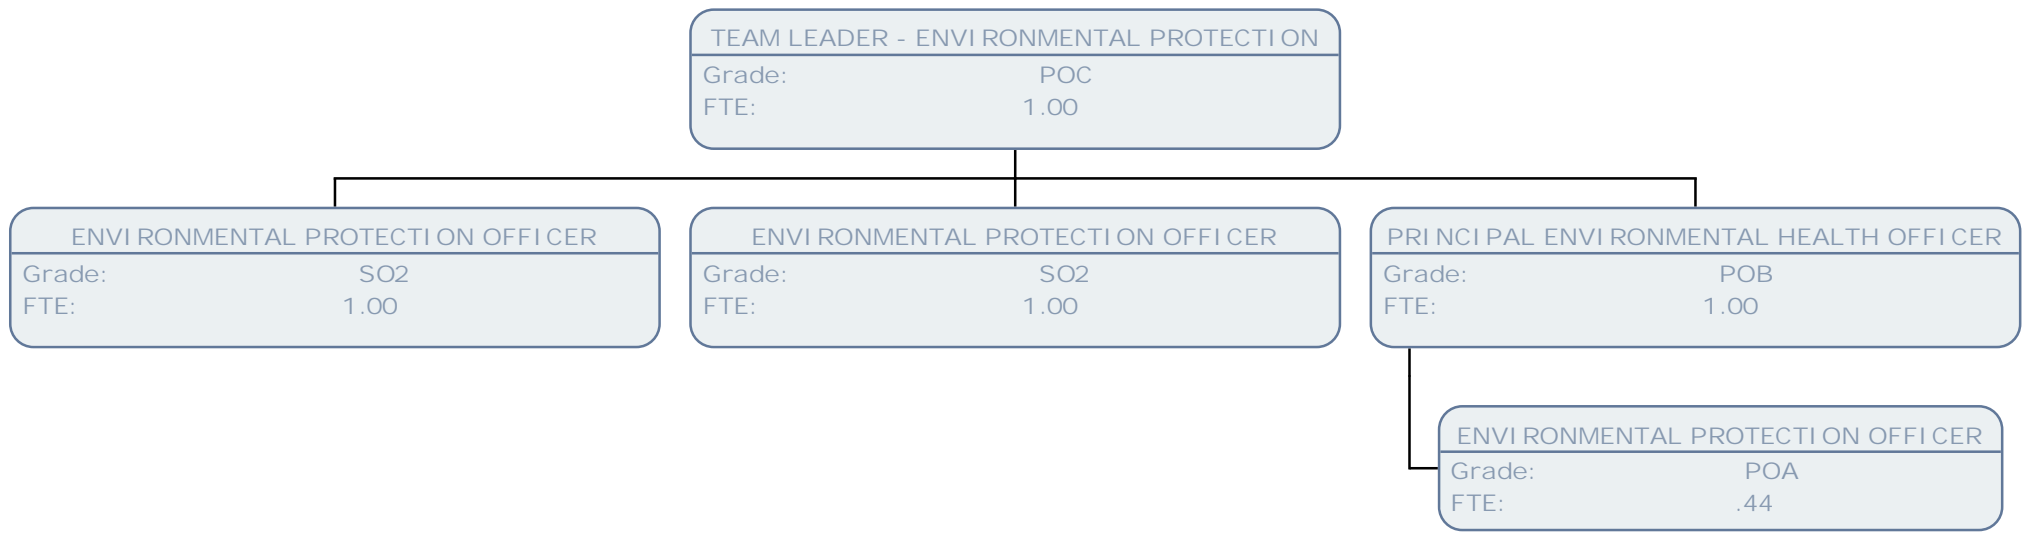 TEAM LEADER - ENVIRONMENTAL PROTECTION
Grade: POC
FTE: 1.00
ENVIRONMENTAL PROTECTION OFFICER
Grade: SO2
FTE: 1.00
ENVIRONMENTAL PROTECTION OFFICER
Grade: SO2
FTE: 1.00
PRINCIPAL ENVIRONMENTAL HEALTH OFFICER
Grade: POB
FTE: 1.00
ENVIRONMENTAL PROTECTION OFFICER
Grade: POA
FTE: .44